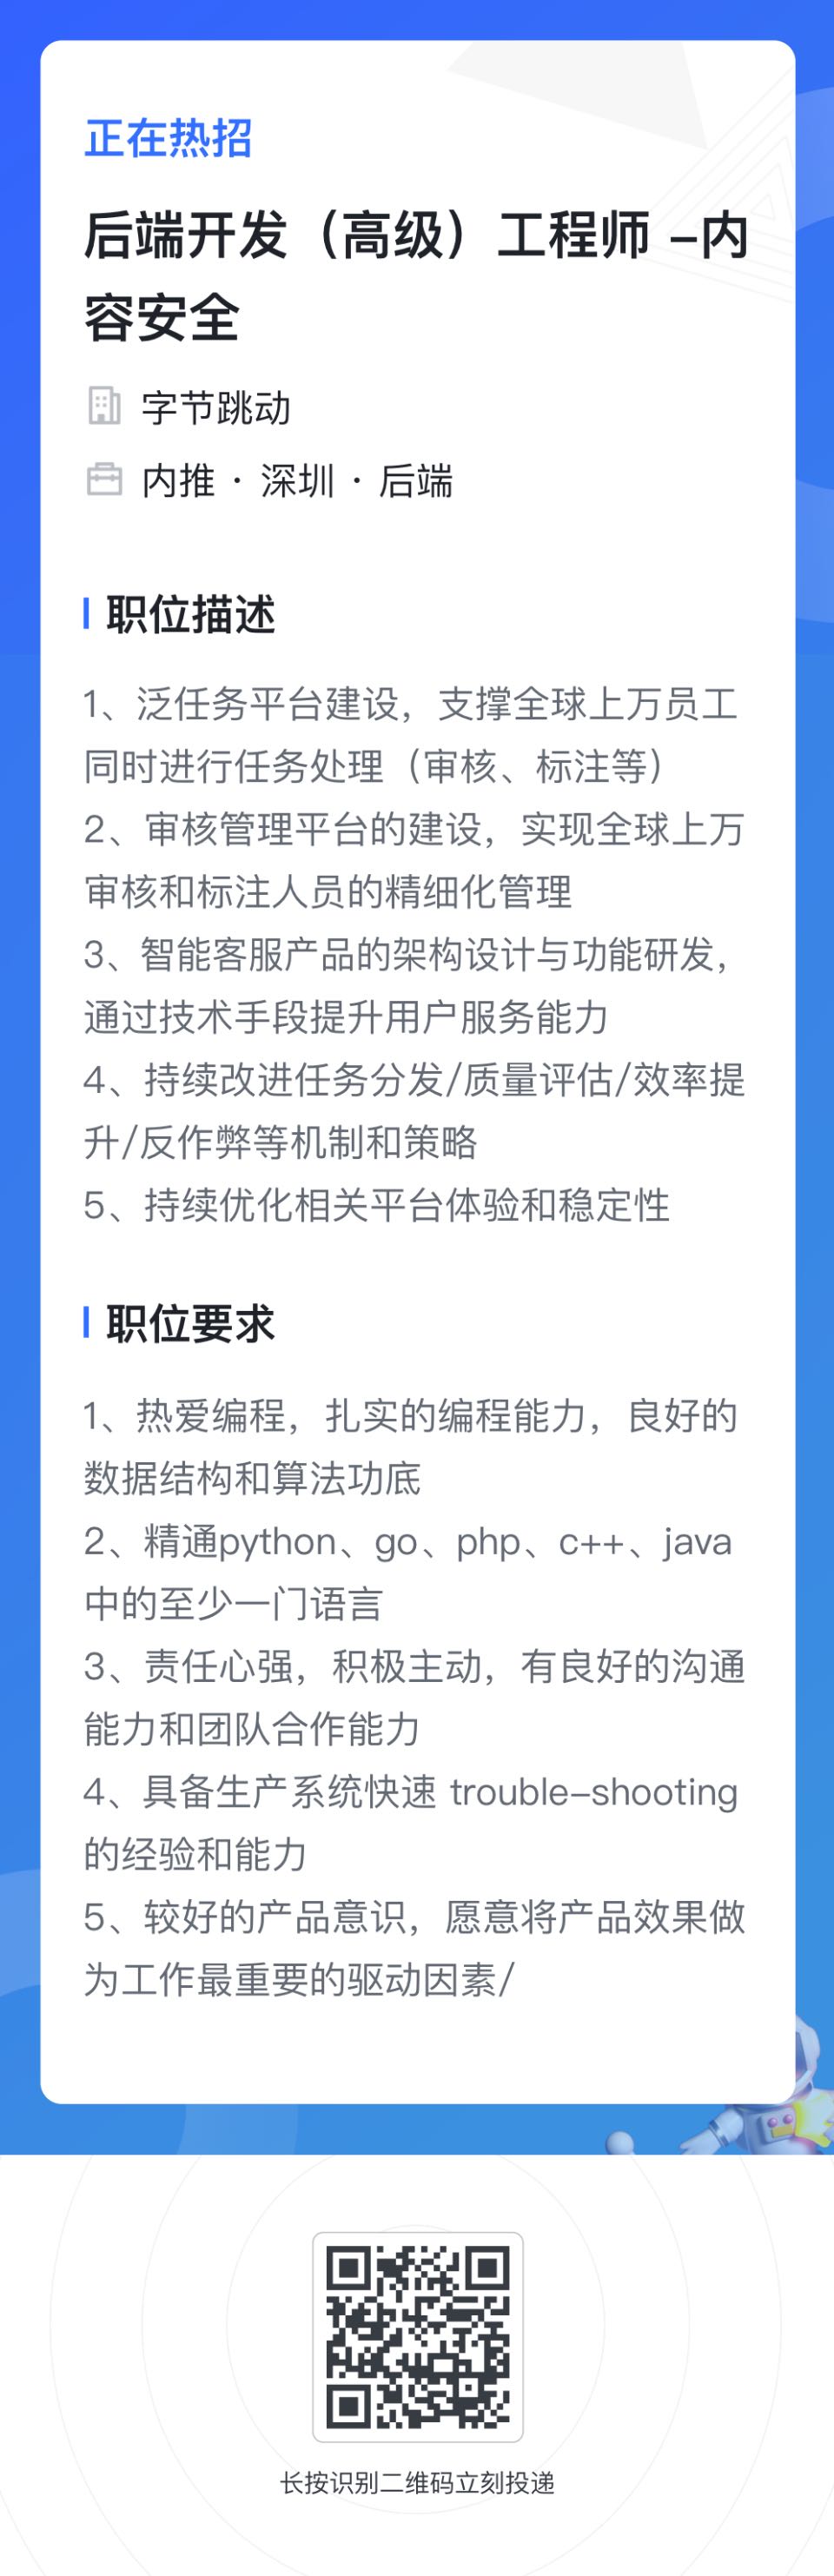 正在热招
后端开发（高级）工程师 -内
容安全
字节跳动
内推 · 深圳 · 后端
职位描述
1、泛任务平台建设，支撑全球上万员工
同时进行任务处理（审核、标注等）
2、审核管理平台的建设，实现全球上万
审核和标注人员的精细化管理
3、智能客服产品的架构设计与功能研发，
通过技术手段提升用户服务能力
4、持续改进任务分发/质量评估/效率提
升/反作弊等机制和策略
5、持续优化相关平台体验和稳定性
职位要求
1、热爱编程，扎实的编程能力，良好的
数据结构和算法功底
2、精通python、go、php、c++、java
中的至少一门语言
3、责任心强，积极主动，有良好的沟通
能力和团队合作能力
4、具备生产系统快速 trouble-shooting
的经验和能力
5、较好的产品意识，愿意将产品效果做
为工作最重要的驱动因素/
长按识别二维码立刻投递